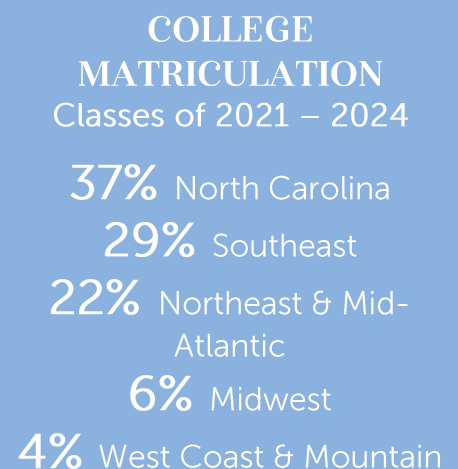 COLLEGE
MATRICULATION
Classes of 2021 – 2024
37% North Carolina
29% Southeast
22% Northeast & Mid-
Atlantic
6% Midwest
4% West Coast & Mountain